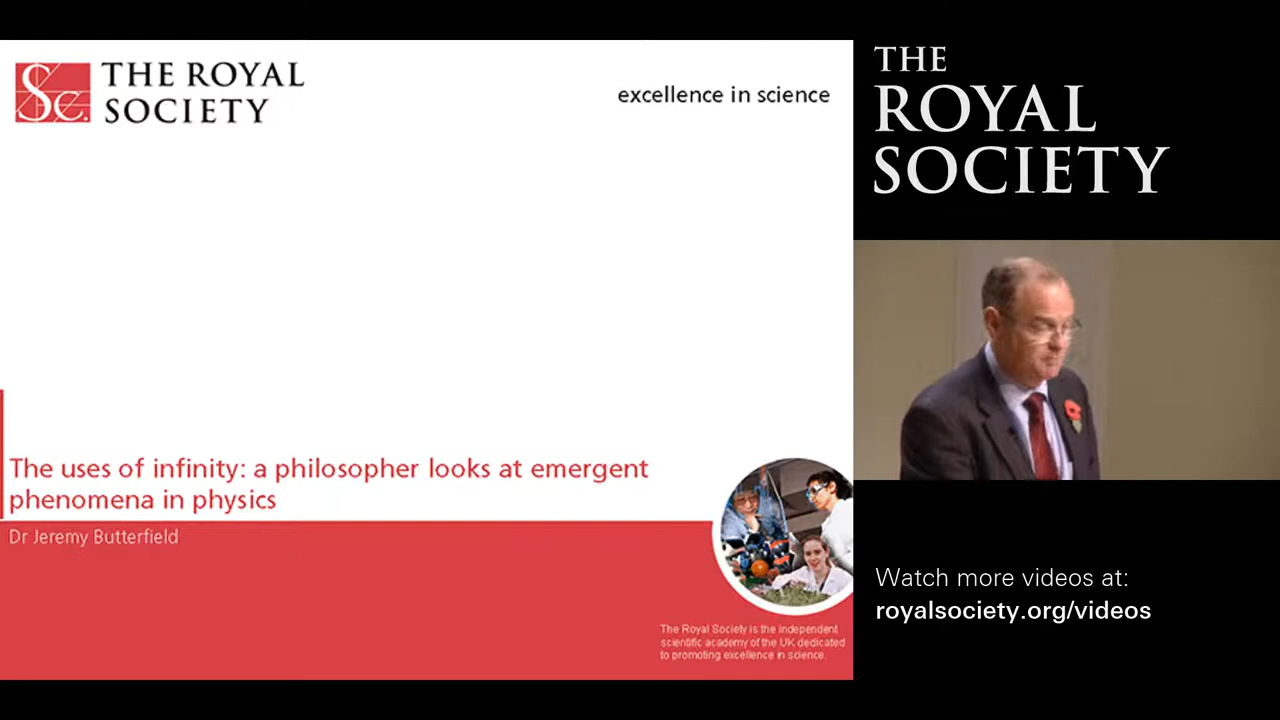 THE ROYAL
SOCIETY
excellence in science
The uses of infinity: a philosopher looks at emergent
phenomena in physics
Dr Jeremy Butterfield
The Royal Society is the independent
scientific academy of the UK dedicated
to promoting excellence in science.
THE
ROYAL
SOCIETY
Watch more videos at:
royalsociety.org/videos